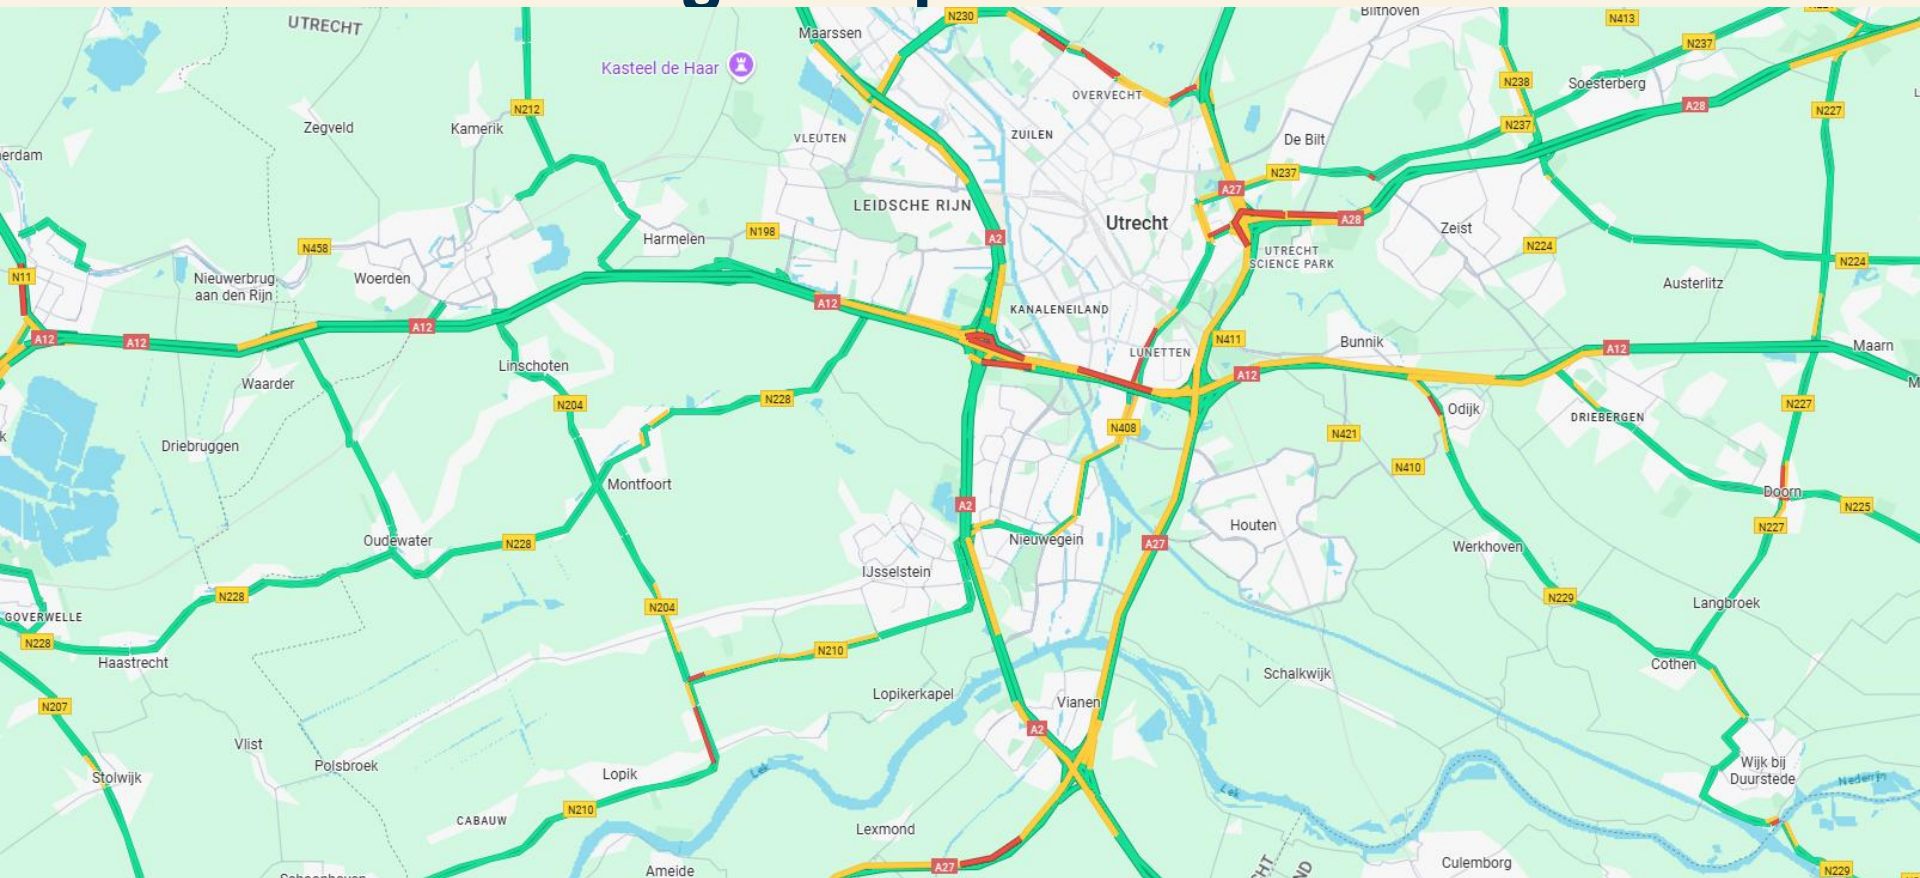 UTRECHT
Maarssen
N230
Bilthoven
N413
N237
Kasteel de Haar
N238
Soesterberg
OVERVECHT
A28
N227
N212
Zegveld
Kamerik
VLEUTEN
ZUILEN
De Bilt
N237
erdam
N237
A27
LEIDSCHE RIJN
Utrecht
A28
Zeist
N198
Harmelen
A2
N458
N224
UTRECHT
SCIENCE PARK
N224
N11
Nieuwerbrug
aan den Rijn
Woerden
Austerlitz
A12
KANALENEILAND
A12
A12
A12
N411
Bunnik
A12
Maarn
LUNETTEN
Linschoten
A12
M
Waarder
N228
N204
N227
Odijk
DRIEBERGEN
N408
N421
k
Driebruggen
N410
Montfoort
Doorn
A2
N225
Houten
N227
Oudewater
N228
Nieuwegein
A27
Werkhoven
IJsselstein
N228
N229
N204
Langbroek
GOVERWELLE
N228
N210
Haastrecht
Cothen
Schalkwijk
Lopikerkapel
N207
Vianen
A2
Vlist
Polsbroek
Lopik
Lek
Wijk bij
Duurstede
Stolwijk
Nederrijn
Lek
N210
CABAUW
Lexmond
A27
Culemborg
Ameide
N229